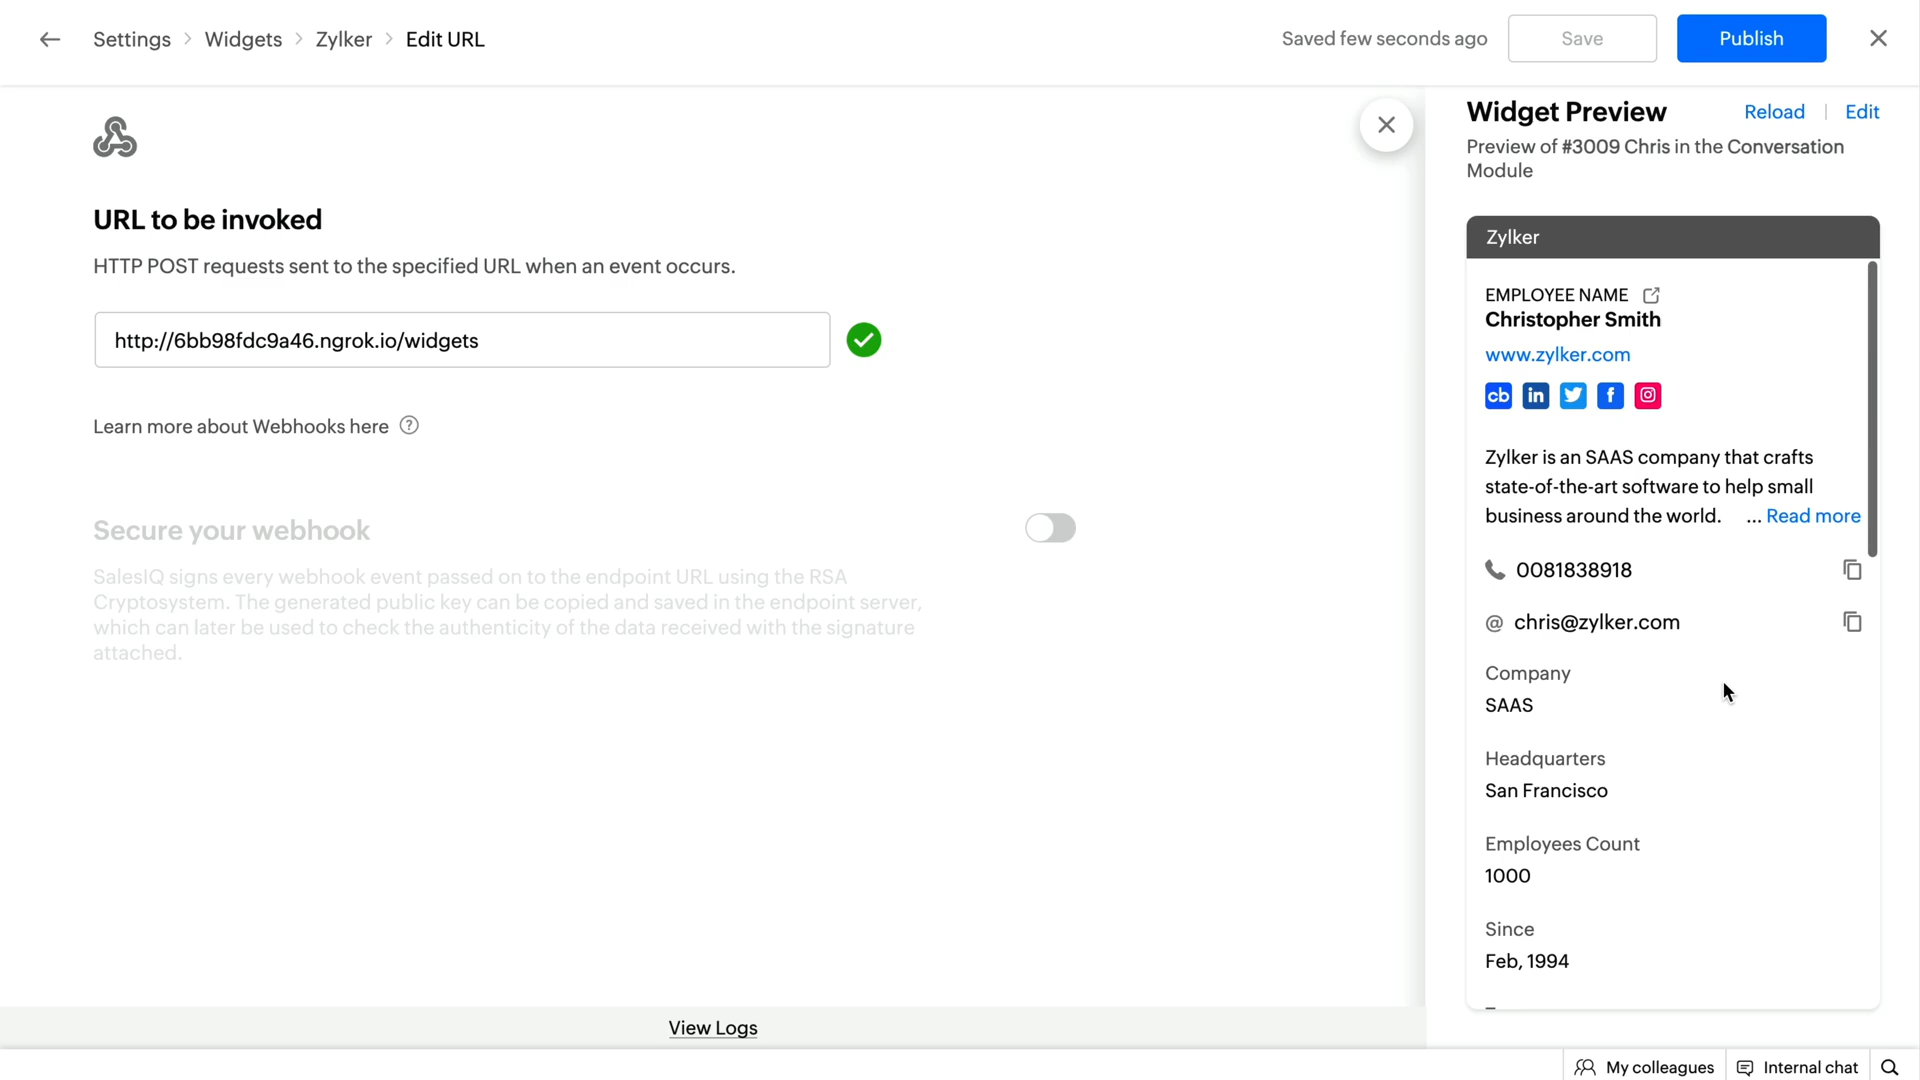 Settings > Widgets > Zylker > Edit URL
Saved few seconds ago
Save
Publish
URL to be invoked
HTTP POST requests sent to the specified URL when an event occurs.
http://6bb98fdc9a46.ngrok.io/widgets
Learn more about Webhooks here
Secure your webhook
SalesIQ signs every webhook event passed on to the endpoint URL using the RSA
Cryptosystem. The generated public key can be copied and saved in the endpoint server,
which can later be used to check the authenticity of the data received with the signature
attached.
View Logs
Widget Preview
Reload | Edit
Preview of #3009 Chris in the Conversation
Module
Zylker
EMPLOYEE NAME
Christopher Smith
www.zylker.com
cb in f
Zylker is an SAAS company that crafts
state-of-the-art software to help small
business around the world. ... Read more
0081838918
@ chris@zylker.com
Company
SAAS
Headquarters
San Francisco
Employees Count
1000
Since
Feb, 1994
My colleagues
Internal chat